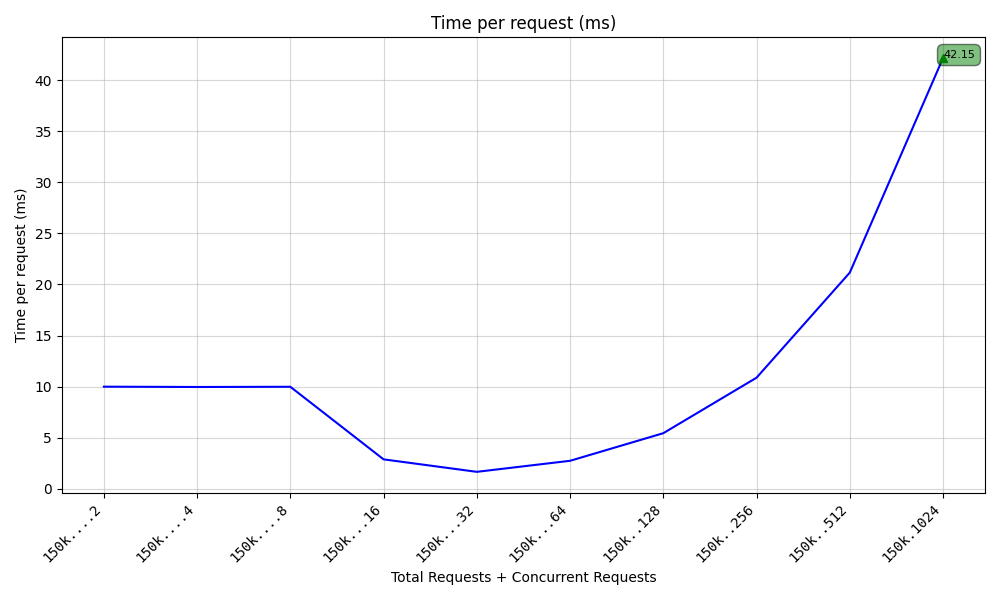 Time per request (ms)
42.15
Time per request (ms)
40
35
30
25
20
15
10
5
0
150k....2
150k....4
150k....8
150k...16
150k...32
150k...64
150k..128
150k..256
150k..512
150k.1024
Total Requests + Concurrent Requests